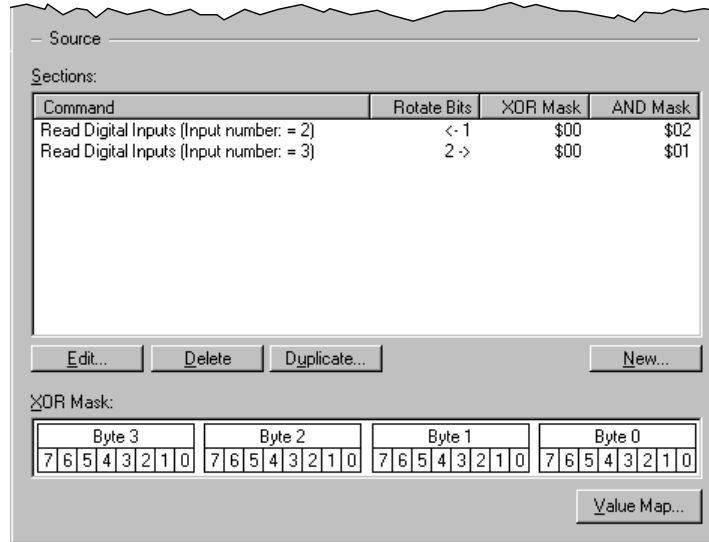 Source
Sections:
Command Rotate Bits XOR Mask AND Mask
Read Digital Inputs (Input number: = 2) <- 1 $00 $02
Read Digital Inputs (Input number: = 3) 2 -> $00 $01
Edit... Delete Duplicate... New...
XOR Mask:
Byte 3 Byte 2 Byte 1 Byte 0
7 6 5 4 3 2 1 0 7 6 5 4 3 2 1 0 7 6 5 4 3 2 1 0 7 6 5 4 3 2 1 0
Value Map...